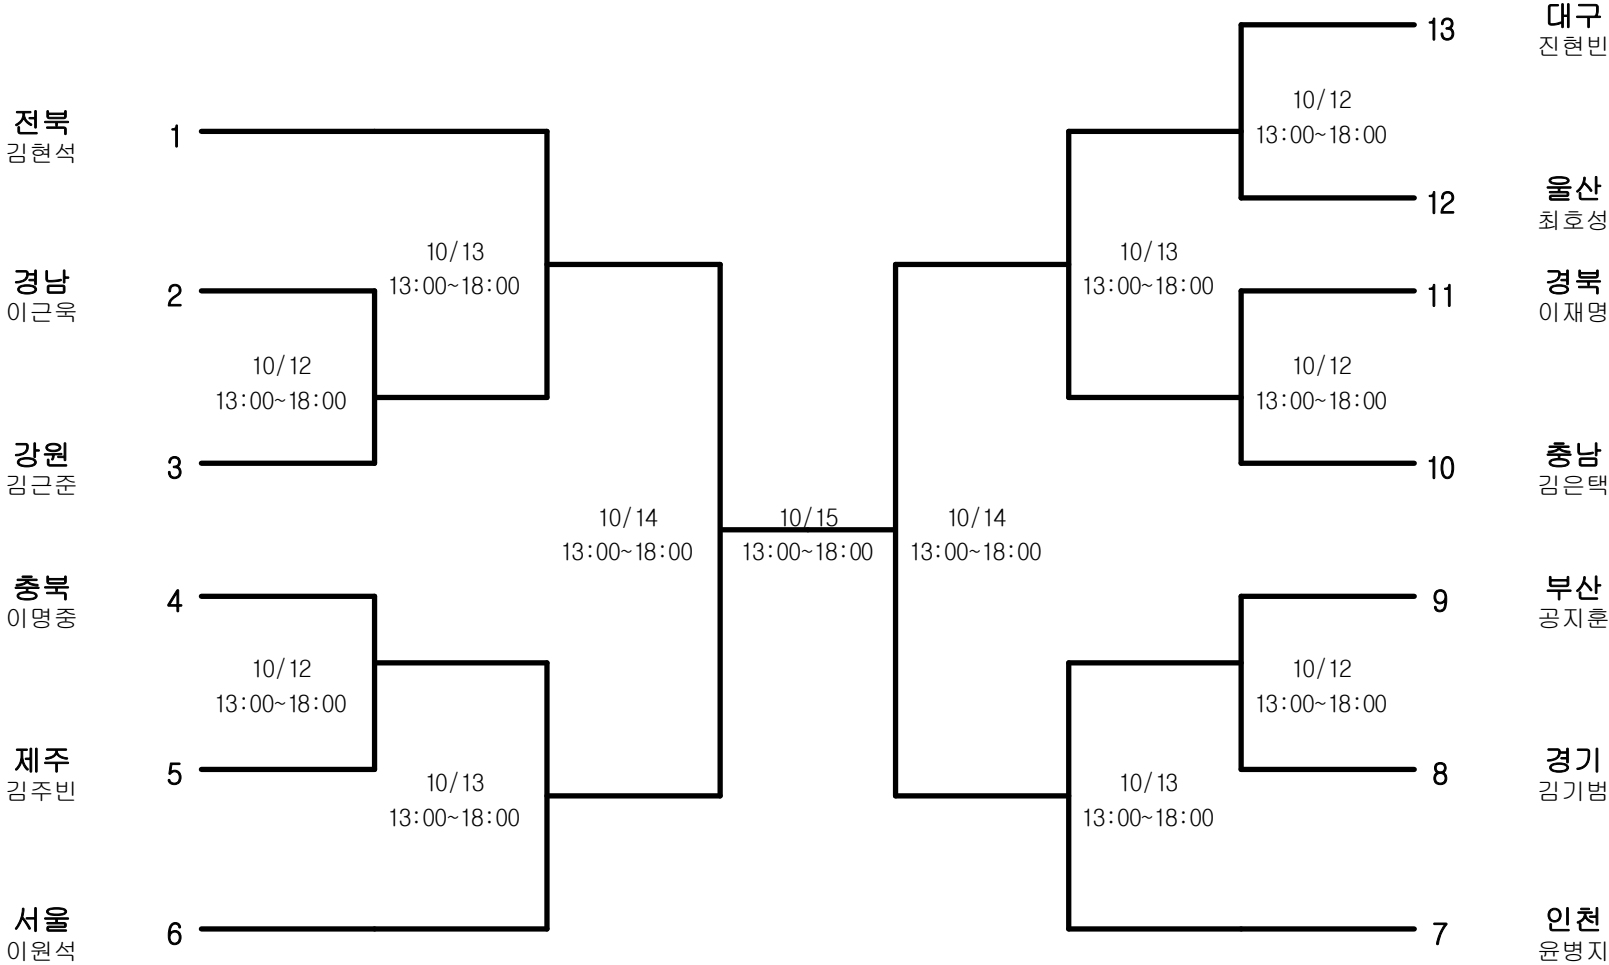 대구
13
진현빈
10/12
13:00~18:00
전북
1
김현석
울산
12
최호성
10/13
13:00~18:00
10/13
13:00~18:00
경남
2
이근욱
경북
11
이재명
10/12
13:00~18:00
10/12
13:00~18:00
강원
3
김근준
충남
10
김은택
10/14
13:00~18:00
10/15
13:00~18:00
10/14
13:00~18:00
충북
4
이명중
부산
9
공지훈
10/12
13:00~18:00
10/12
13:00~18:00
제주
5
김주빈
경기
8
김기범
10/13
13:00~18:00
10/13
13:00~18:00
서울
6
이원석
인천
7
윤병지